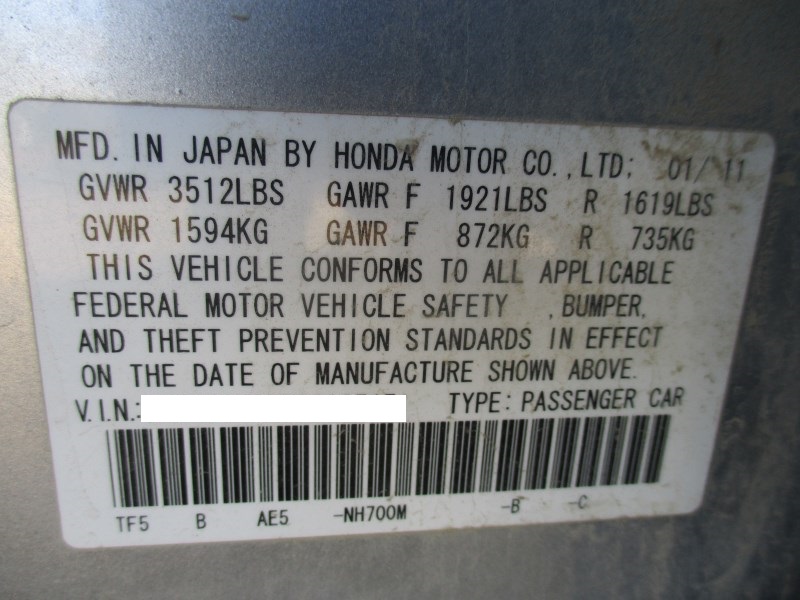 MFD. IN JAPAN BY HONDA MOTOR CO., LTD; 01/ 11
GVWR 3512LBS GAWR F 1921LBS R 1619LBS
GVWR 1594KG GAWR F 872KG R 735KG
THIS VEHICLE CONFORMS TO ALL APPLICABLE
FEDERAL MOTOR VEHICLE SAFETY , BUMPER,
AND THEFT PREVENTION STANDARDS IN EFFECT
ON THE DATE OF MANUFACTURE SHOWN ABOVE.
V.I.N.: TYPE: PASSENGER CAR
TF5 B AE5 -NH700M -B -C